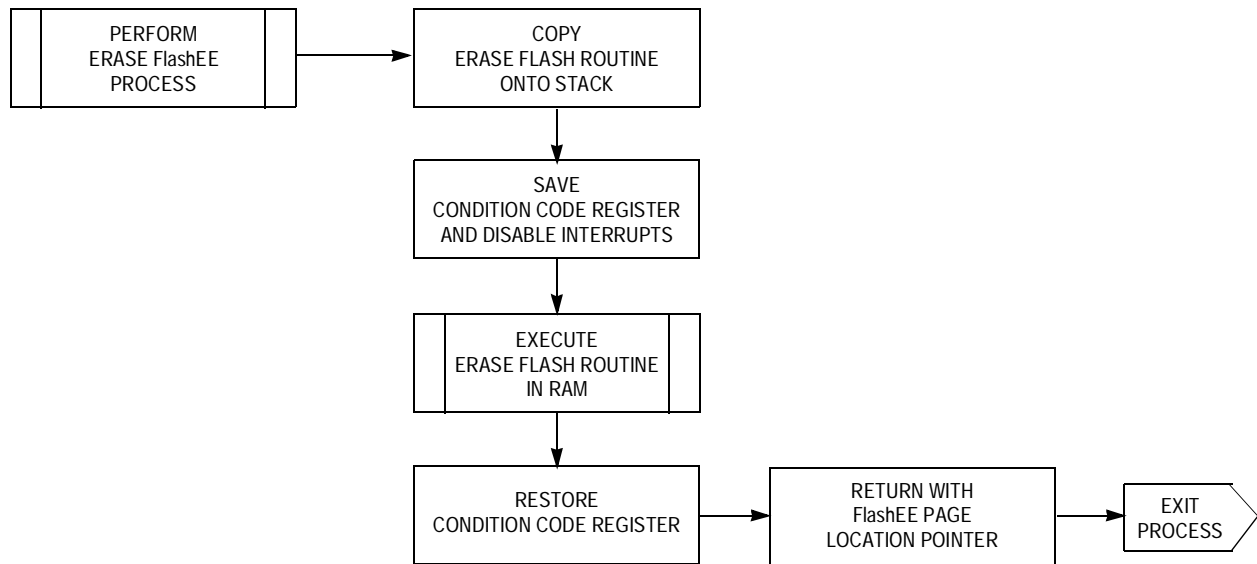 PERFORM
ERASE FlashEE
PROCESS
COPY
ERASE FLASH ROUTINE
ONTO STACK
SAVE
CONDITION CODE REGISTER
AND DISABLE INTERRUPTS
EXECUTE
ERASE FLASH ROUTINE
IN RAM
RESTORE
CONDITION CODE REGISTER
RETURN WITH
FlashEE PAGE
LOCATION POINTER
EXIT
PROCESS